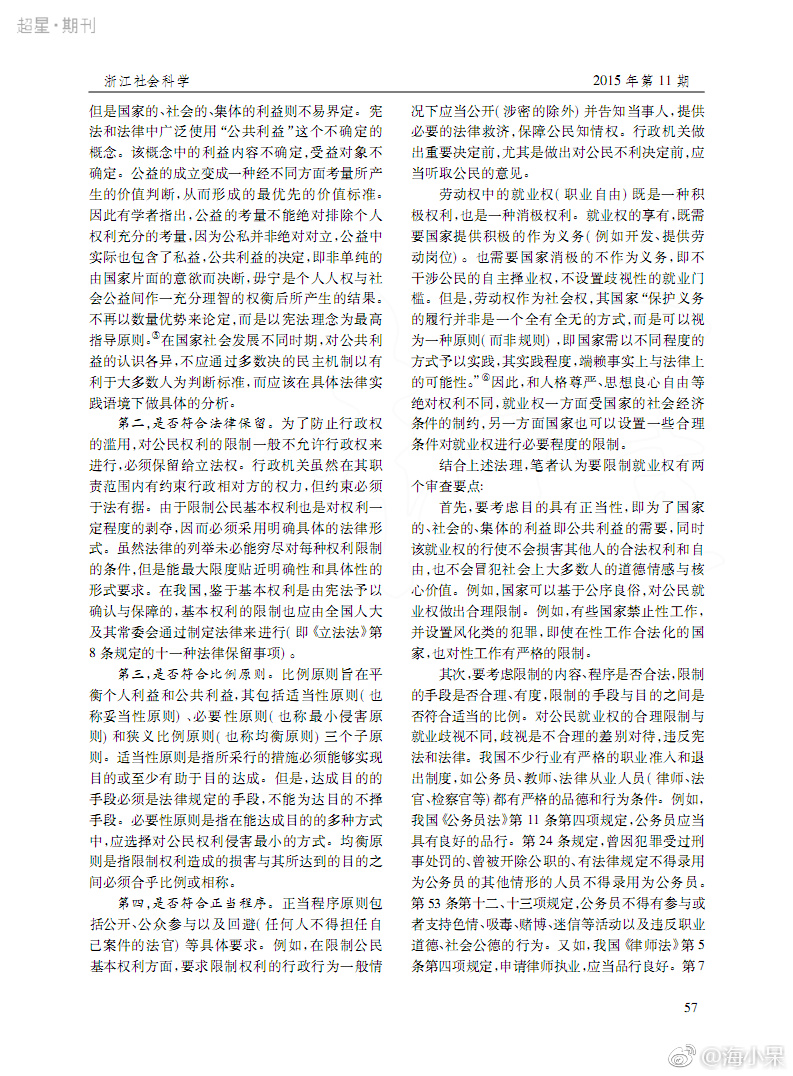 超星·期刊
浙江社会科学
2015 年第 11 期
但是国家的、社会的、集体的利益则不易界定。宪
法和法律中广泛使用“公共利益”这个不确定的
概念。该概念中的利益内容不确定,受益对象不
确定。公益的成立变成一种经不同方面考量所产
生的价值判断,从而形成的最优先的价值标准。
因此有学者指出,公益的考量不能绝对排除个人
权利充分的考量,因为公私并非绝对对立,公益中
实际也包含了私益,公共利益的决定,即非单纯的
由国家片面的意欲而决断,毋宁是个人人权与社
会公益间作一充分理智的权衡后所产生的结果。
不再以数量优势来论定,而是以宪法理念为最高
指导原则。⑤在国家社会发展不同时期,对公共利
益的认识各异,不应通过多数决的民主机制以有
利于大多数人为判断标准,而应该在具体法律实
践语境下做具体的分析。
第二,是否符合法律保留。为了防止行政权
的滥用,对公民权利的限制一般不允许行政权来
进行,必须保留给立法权。行政机关虽然在其职
责范围内有约束行政相对方的权力,但约束必须
于法有据。由于限制公民基本权利也是对权利一
定程度的剥夺,因而必须采用明确具体的法律形
式。虽然法律的列举未必能穷尽对每种权利限制
的条件,但是能最大限度贴近明确性和具体性的
形式要求。在我国,鉴于基本权利是由宪法予以
确认与保障的,基本权利的限制也应由全国人大
及其常委会通过制定法律来进行(即《立法法》第
8 条规定的十一种法律保留事项)。
第三,是否符合比例原则。比例原则旨在平
衡个人利益和公共利益,其包括适当性原则(也
称妥当性原则)、必要性原则(也称最小侵害原
则)和狭义比例原则(也称均衡原则)三个子原
则。适当性原则是指所采行的措施必须能够实现
目的或至少有助于目的达成。但是,达成目的的
手段必须是法律规定的手段,不能为达目的不择
手段。必要性原则是指在能达成目的的多种方式
中,应选择对公民权利侵害最小的方式。均衡原
则是指限制权利造成的损害与其所达到的目的之
间必须合乎比例或相称。
第四,是否符合正当程序。正当程序原则包
括公开、公众参与以及回避(任何人不得担任自
己案件的法官)等具体要求。例如,在限制公民
基本权利方面,要求限制权利的行政行为一般情
况下应当公开(涉密的除外)并告知当事人,提供
必要的法律救济,保障公民知情权。行政机关做
出重要决定前,尤其是做出对公民不利决定前,应
当听取公民的意见。
劳动权中的就业权(职业自由)既是一种积
极权利,也是一种消极权利。就业权的享有,既需
要国家提供积极的作为义务(例如开发、提供劳
动岗位)。也需要国家消极的不作为义务,即不
干涉公民的自主择业权,不设置歧视性的就业门
槛。但是,劳动权作为社会权,其国家“保护义务
的履行并非是一个全有全无的方式,而是可以视
为一种原则(而非规则),即国家需以不同程度的
方式予以实践,其实践程度,端赖事实上与法律上
的可能性。”⑥因此,和人格尊严、思想良心自由等
绝对权利不同,就业权一方面受国家的社会经济
条件的制约,另一方面国家也可以设置一些合理
条件对就业权进行必要程度的限制。
结合上述法理,笔者认为要限制就业权有两
个审查要点:
首先,要考虑目的具有正当性,即为了国家
的、社会的、集体的利益即公共利益的需要,同时
该就业权的行使不会损害其他人的合法权利和自
由,也不会冒犯社会上大多数人的道德情感与核
心价值。例如,国家可以基于公序良俗,对公民就
业权做出合理限制。例如,有些国家禁止性工作,
并设置风化类的犯罪,即使在性工作合法化的国
家,也对性工作有严格的限制。
其次,要考虑限制的内容、程序是否合法,限制
的手段是否合理、有度,限制的手段与目的之间是
否符合适当的比例。对公民就业权的合理限制与
就业歧视不同,歧视是不合理的差别对待,违反宪
法和法律。我国不少行业有严格的职业准入和退
出制度,如公务员、教师、法律从业人员(律师、法
官、检察官等)都有严格的品德和行为条件。例如,
我国《公务员法》第 11 条第四项规定,公务员应当
具有良好的品行。第 24 条规定,曾因犯罪受过刑
事处罚的、曾被开除公职的、有法律规定不得录用
为公务员的其他情形的人员不得录用为公务员。
第 53 条第十二、十三项规定,公务员不得有参与或
者支持色情、吸毒、赌博、迷信等活动以及违反职业
道德、社会公德的行为。又如,我国《律师法》第 5
条第四项规定,申请律师执业,应当品行良好。第 7
57
@海小呆